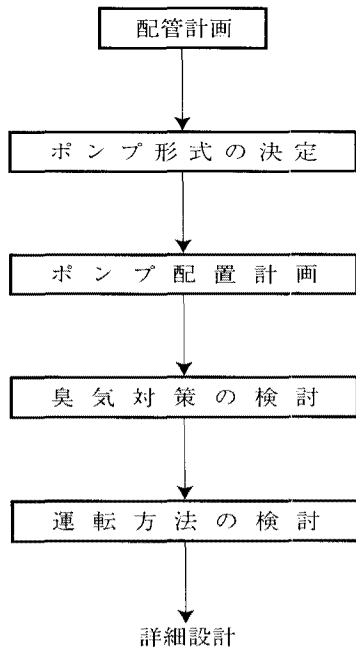 配管計画
ポンプ形式の決定
ポンプ配置計画
臭気対策の検討
運転方法の検討
詳細設計